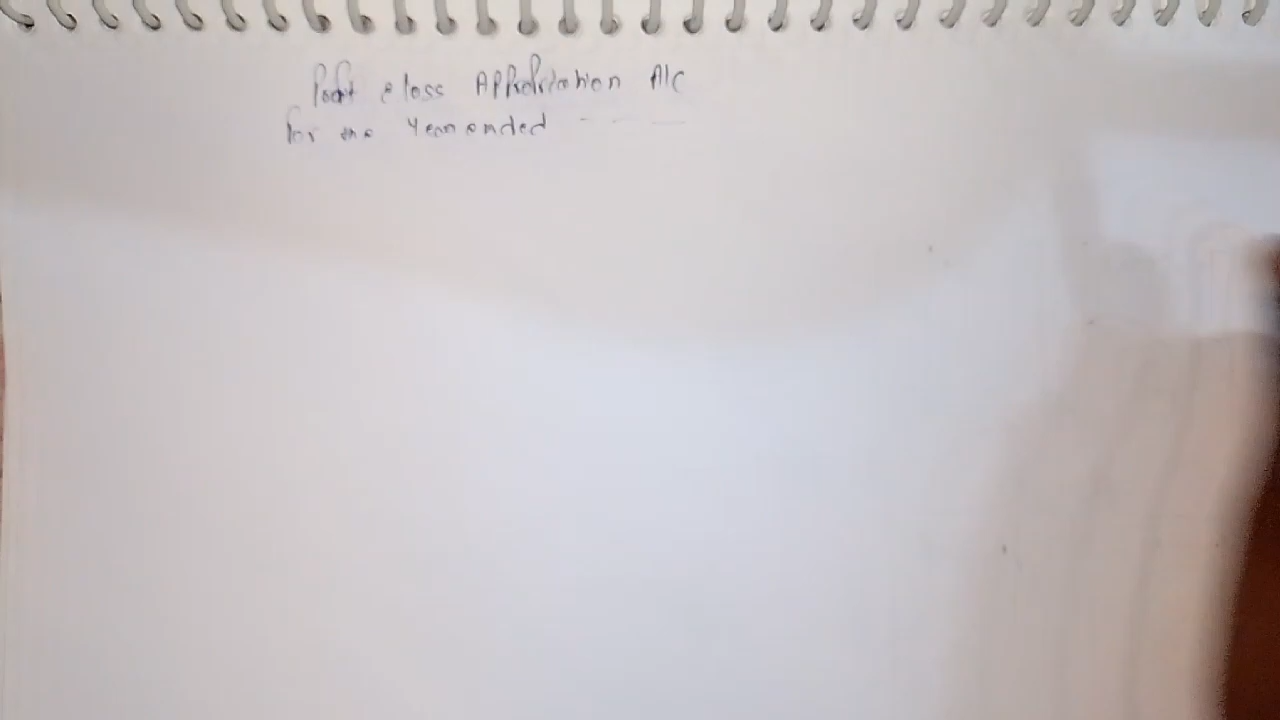 Profit & loss Appropriation A/C
for the Year ended - - - -